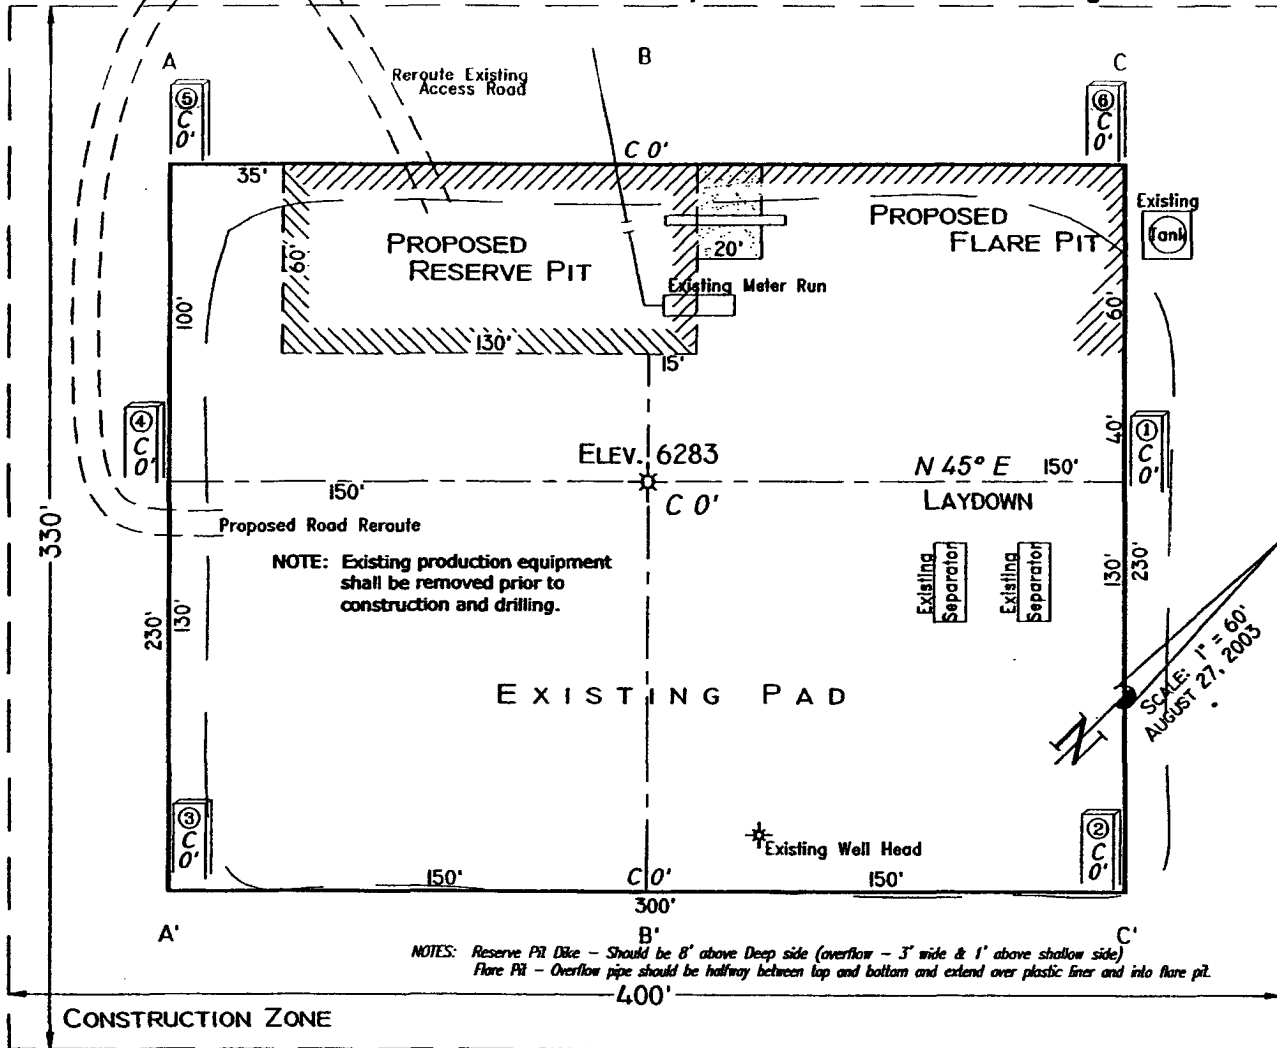 A
B
C
Reroute Existing
Access Road
⑤
C
0'
⑥
C
0'
C 0'
35'
Existing
Tank
PROPOSED
RESERVE PIT
PROPOSED
FLARE PIT
20'
60'
Existing Meter Run
100'
60'
130'
15'
④
C
0'
40'
①
C
0'
ELEV. 6283
N 45° E
150'
150'
C 0'
LAYDOWN
Proposed Road Reroute
330'
NOTE: Existing production equipment
shall be removed prior to
construction and drilling.
Existing
Separator
Existing
Separator
130'
230'
230'
130'
SCALE: 1" = 60'
AUGUST 27, 2003
N
EXISTING PAD
③
C
0'
②
C
0'
Existing Well Head
150'
C 0'
150'
300'
A'
B'
C'
NOTES: Reserve Pit Dike - Should be 8' above Deep side (overflow - 3' wide & 1' above shallow side)
Flare Pit - Overflow pipe should be halfway between top and bottom and extend over plastic liner and into flare pit.
400'
CONSTRUCTION ZONE